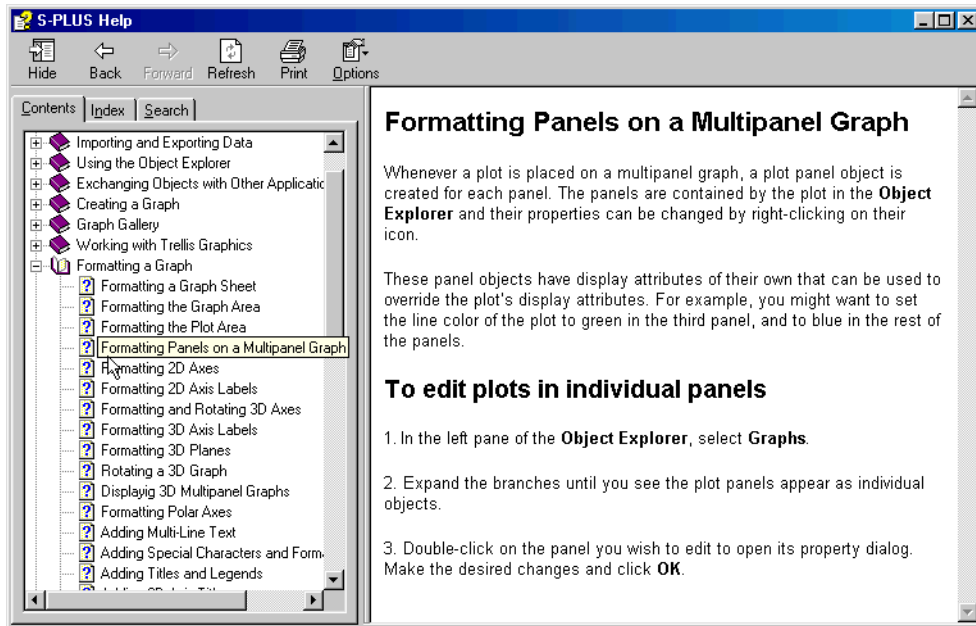 S-PLUS Help
Hide Back Forward Refresh Print Options
Contents Index Search
Importing and Exporting Data
Using the Object Explorer
Exchanging Objects with Other Applicatic
Creating a Graph
Graph Gallery
Working with Trellis Graphics
Formatting a Graph
Formatting a Graph Sheet
Formatting the Graph Area
Formatting the Plot Area
Formatting Panels on a Multipanel Graph
Formatting 2D Axes
Formatting 2D Axis Labels
Formatting and Rotating 3D Axes
Formatting 3D Axis Labels
Formatting 3D Planes
Rotating a 3D Graph
Displayig 3D Multipanel Graphs
Formatting Polar Axes
Adding Multi-Line Text
Adding Special Characters and Form
Adding Titles and Legends
Formatting Panels on a Multipanel Graph
Whenever a plot is placed on a multipanel graph, a plot panel object is
created for each panel. The panels are contained by the plot in the Object
Explorer and their properties can be changed by right-clicking on their
icon.
These panel objects have display attributes of their own that can be used to
override the plot's display attributes. For example, you might want to set
the line color of the plot to green in the third panel, and to blue in the rest of
the panels.
To edit plots in individual panels
1. In the left pane of the Object Explorer, select Graphs.
2. Expand the branches until you see the plot panels appear as individual
objects.
3. Double-click on the panel you wish to edit to open its property dialog.
Make the desired changes and click OK.